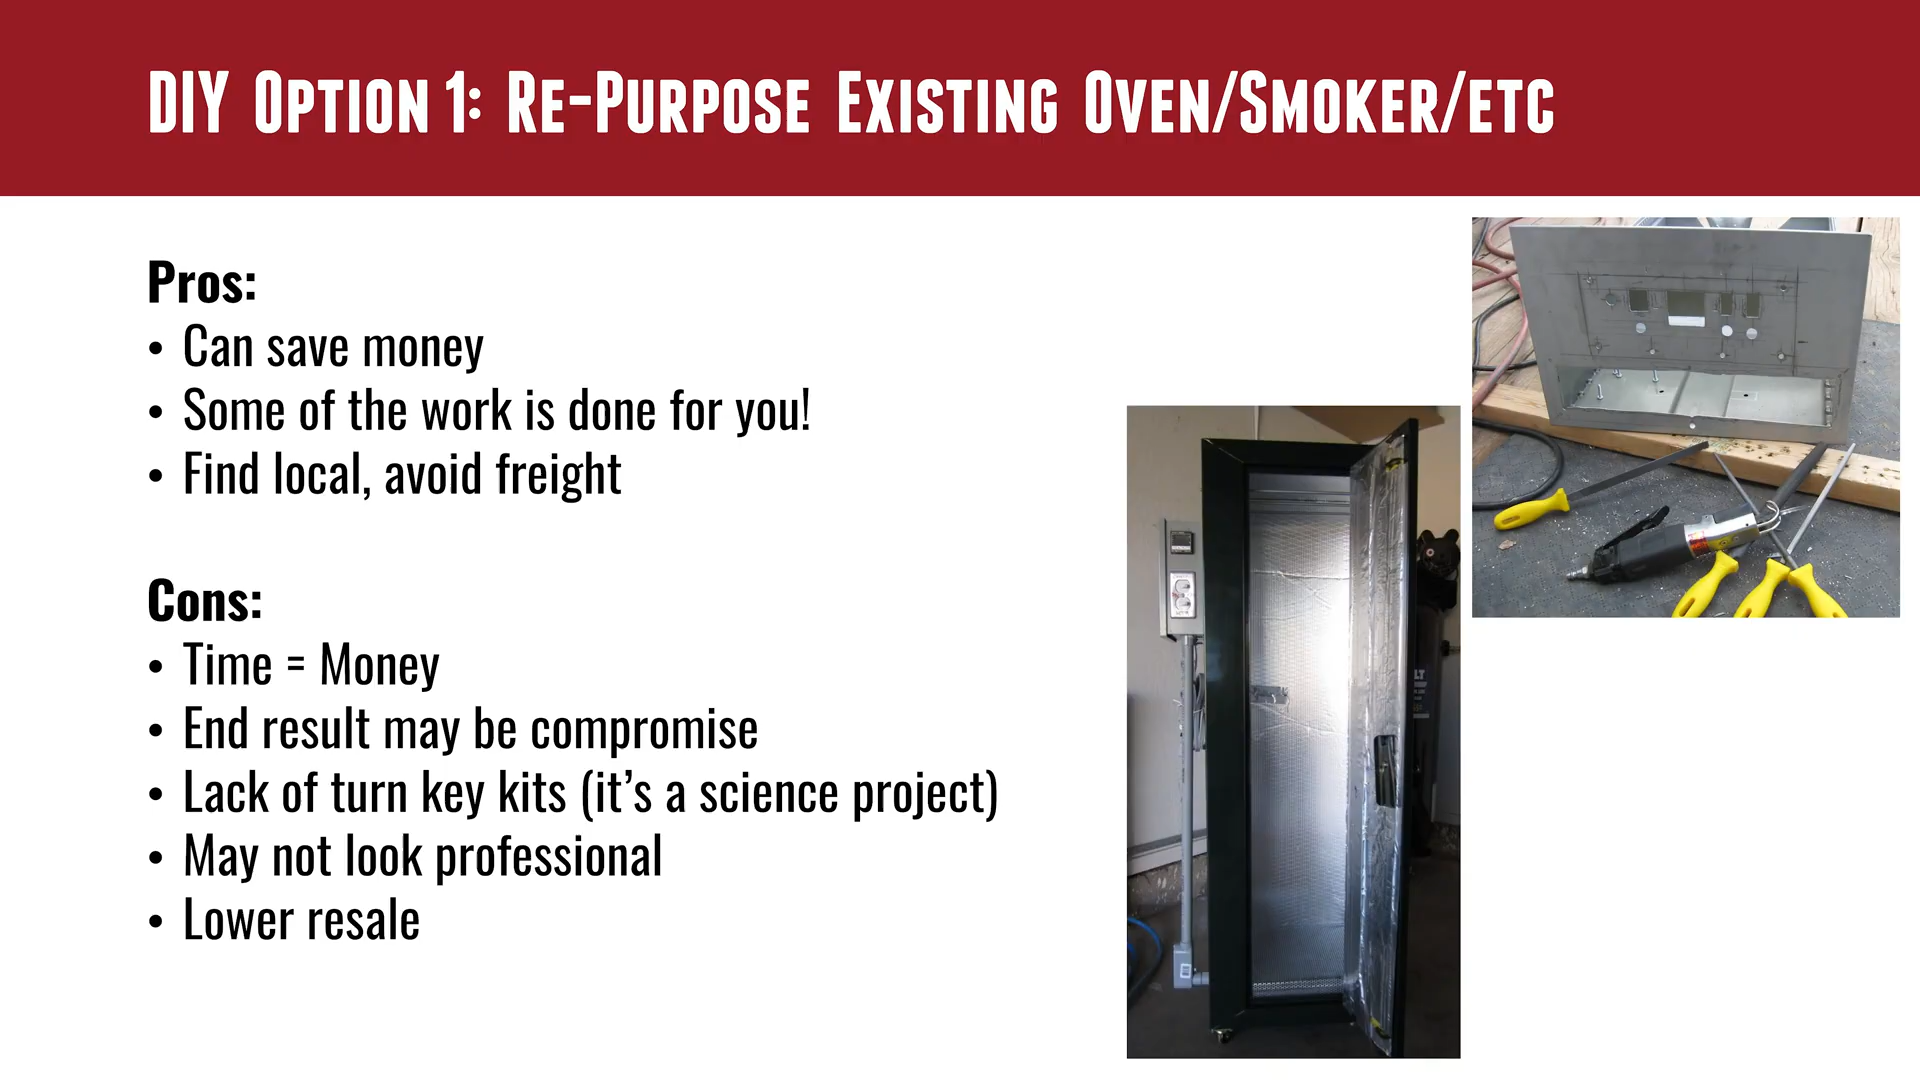 DIY Option 1: Re-Purpose Existing Oven/Smoker/etc
Pros:
• Can save money
• Some of the work is done for you!
• Find local, avoid freight
Cons:
• Time = Money
• End result may be compromise
• Lack of turn key kits (it’s a science project)
• May not look professional
• Lower resale